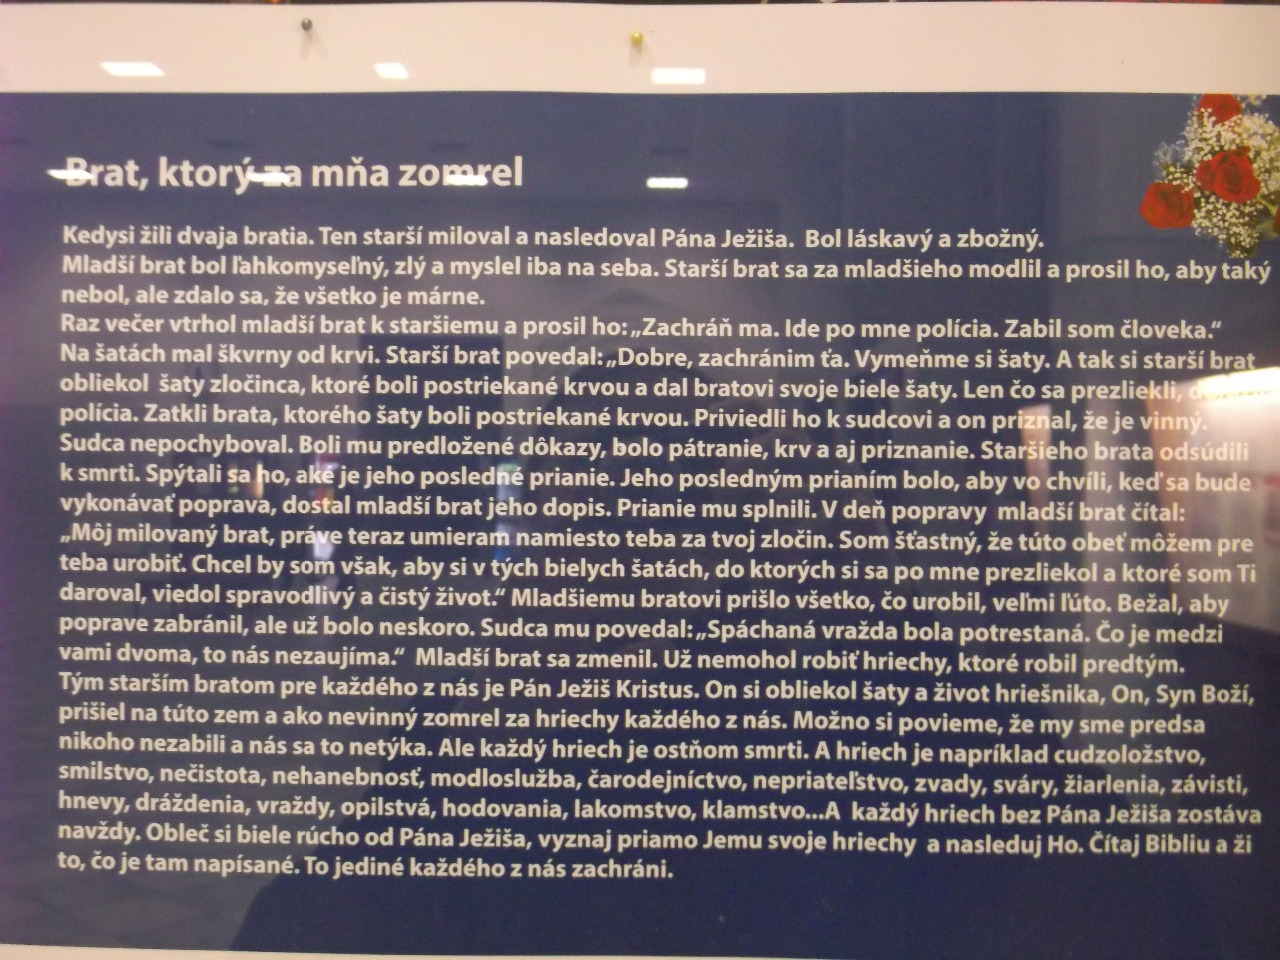 Brat, ktorý za mňa zomrel
Kedysi žili dvaja bratia. Ten starší miloval a nasledoval Pána Ježiša. Bol láskavý a zbožný.
Mladší brat bol ľahkomyseľný, zlý a myslel iba na seba. Starší brat sa za mladšieho modlil a prosil ho, aby taký
nebol, ale zdalo sa, že všetko je márne.
Raz večer vtrhol mladší brat k staršiemu a prosil ho: „Zachráň ma. Ide po mne polícia. Zabil som človeka.“
Na šatách mal škvrny od krvi. Starší brat povedal: „Dobre, zachránim ťa. Vymeňme si šaty. A tak si starší brat
obliekol šaty zločinca, ktoré boli postriekané krvou a dal bratovi svoje biele šaty. Len čo sa prezliekli,
polícia. Zatkli brata, ktorého šaty boli postriekané krvou. Priviedli ho k sudcovi a on priznal, že je vinný.
Sudca nepochyboval. Boli mu predložené dôkazy, bolo pátranie, krv a aj priznanie. Staršieho brata odsúdili
k smrti. Spýtali sa ho, aké je jeho posledné prianie. Jeho posledným prianím bolo, aby vo chvíli, keď sa bude
vykonávať poprava, dostal mladší brat jeho dopis. Prianie mu splnili. V deň popravy mladší brat čítal:
„Môj milovaný brat, práve teraz umieram namiesto teba za tvoj zločin. Som šťastný, že túto obeť môžem pre
teba urobiť. Chcel by som však, aby si v tých bielych šatách, do ktorých si sa po mne prezliekol a ktoré som Ti
daroval, viedol spravodlivý a čistý život.“ Mladšiemu bratovi prišlo všetko, čo urobil, veľmi ľúto. Bežal, aby
poprave zabránil, ale už bolo neskoro. Sudca mu povedal: „Spáchaná vražda bola potrestaná. Čo je medzi
vami dvoma, to nás nezaujíma.“ Mladší brat sa zmenil. Už nemohol robiť hriechy, ktoré robil predtým.
Tým starším bratom pre každého z nás je Pán Ježiš Kristus. On si obliekol šaty a život hriešnika, On, Syn Boží,
prišiel na túto zem a ako nevinný zomrel za hriechy každého z nás. Možno si povieme, že my sme predsa
nikoho nezabili a nás sa to netýka. Ale každý hriech je ostňom smrti. A hriech je napríklad cudzoložstvo,
smilstvo, nečistota, nehanebnosť, modloslužba, čarodejníctvo, nepriateľstvo, zvady, sváry, žiarlenia, závisti,
hnevy, dráždenia, vraždy, opilstvá, hodovania, lakomstvo, klamstvo...A každý hriech bez Pána Ježiša zostáva
navždy. Obleč si biele rúcho od Pána Ježiša, vyznaj priamo Jemu svoje hriechy a nasleduj Ho. Čítaj Bibliu a ži
to, čo je tam napísané. To jediné každého z nás zachráni.